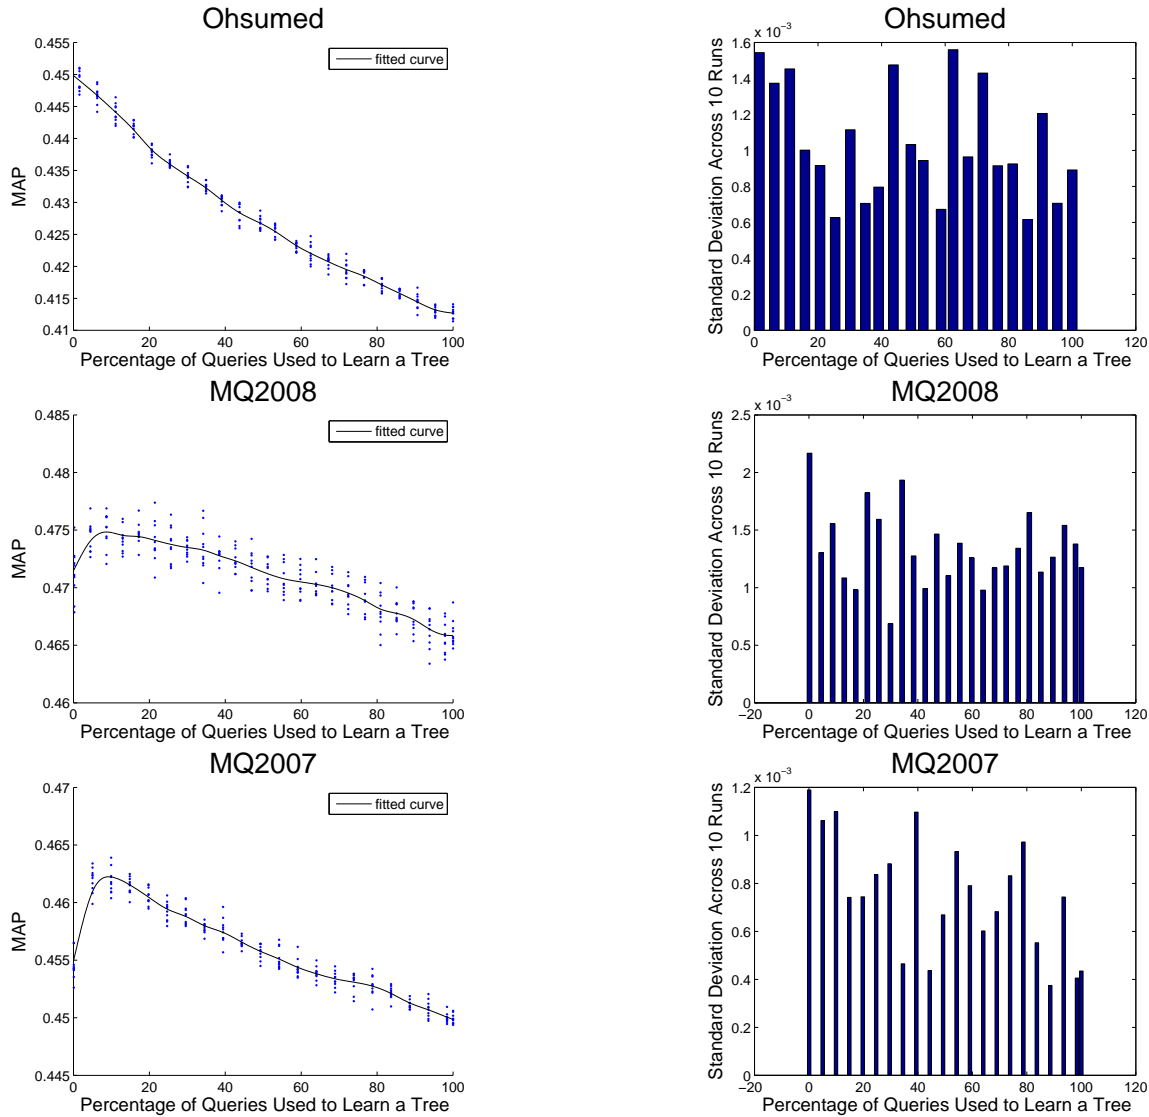 Ohsumed
0.455
0.45
0.445
0.44
0.435
0.43
0.425
0.42
0.415
0.41
MAP
fitted curve
0 20 40 60 80 100
Percentage of Queries Used to Learn a Tree
Ohsumed
x 10⁻³
1.6
1.4
1.2
1
0.8
0.6
0.4
0.2
0
Standard Deviation Across 10 Runs
0 20 40 60 80 100 120
Percentage of Queries Used to Learn a Tree
MQ2008
0.485
0.48
0.475
0.47
0.465
0.46
MAP
fitted curve
0 20 40 60 80 100
Percentage of Queries Used to Learn a Tree
MQ2008
x 10⁻³
2.5
2
1.5
1
0.5
0
Standard Deviation Across 10 Runs
−20 0 20 40 60 80 100 120
Percentage of Queries Used to Learn a Tree
MQ2007
0.47
0.465
0.46
0.455
0.45
0.445
MAP
fitted curve
0 20 40 60 80 100
Percentage of Queries Used to Learn a Tree
MQ2007
x 10⁻³
1.2
1
0.8
0.6
0.4
0.2
0
Standard Deviation Across 10 Runs
−20 0 20 40 60 80 100 120
Percentage of Queries Used to Learn a Tree